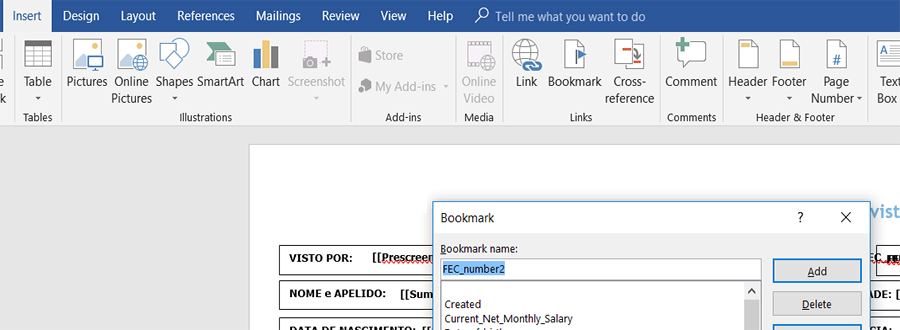 Insert Design Layout References Mailings Review View Help Tell me what you want to do
Table Pictures Online Pictures Shapes SmartArt Chart Screenshot
Store
My Add-ins
Online Video
Link Bookmark Cross-reference
Comment
Header Footer Page Number Text Box
Tables Illustrations Add-ins Media Links Comments Header & Footer
Bookmark ? ×
vist
Bookmark name:
VISTO POR: [[Prescreen
FEC_number2
Add
NOME e APELIDO: [[Sum
Created
Delete
ADE: [
Current_Net_Monthly_Salary
DATA DE NASCIMENTO: